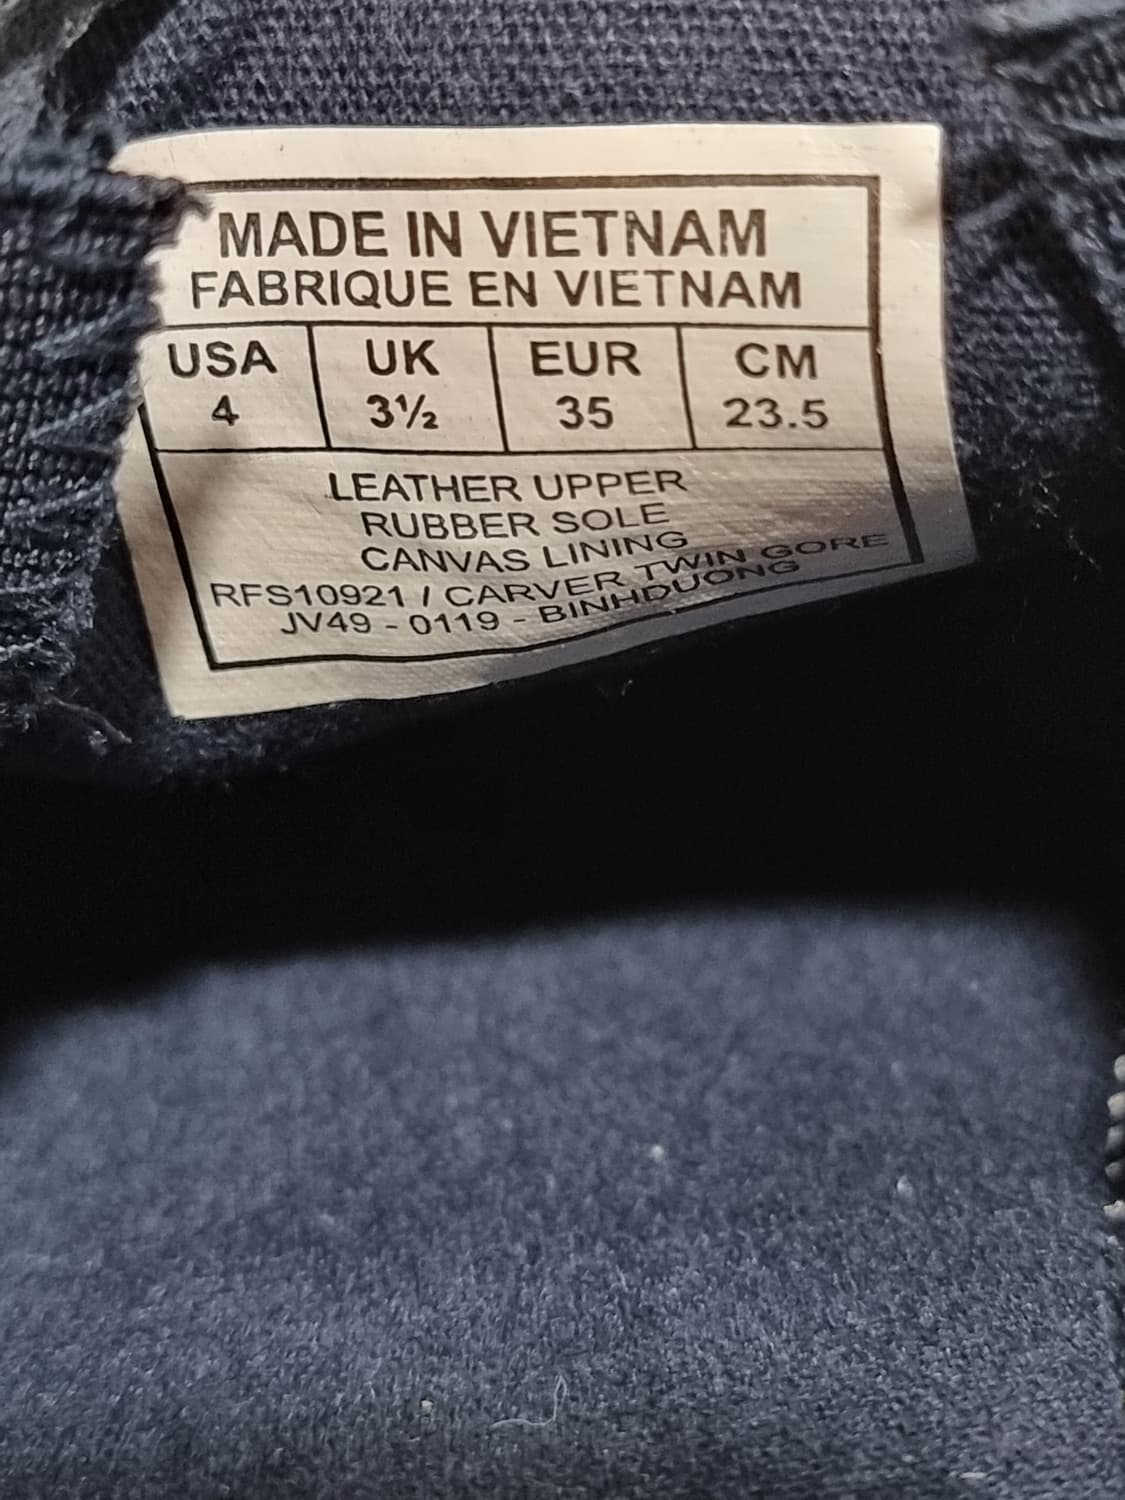 MADE IN VIETNAM
FABRIQUE EN VIETNAM
USA UK EUR CM
4 3½ 35 23.5
LEATHER UPPER
RUBBER SOLE
CANVAS LINING
RFS10921 / CARVER TWIN GORE
JV49 - 0119 - BINHDUONG